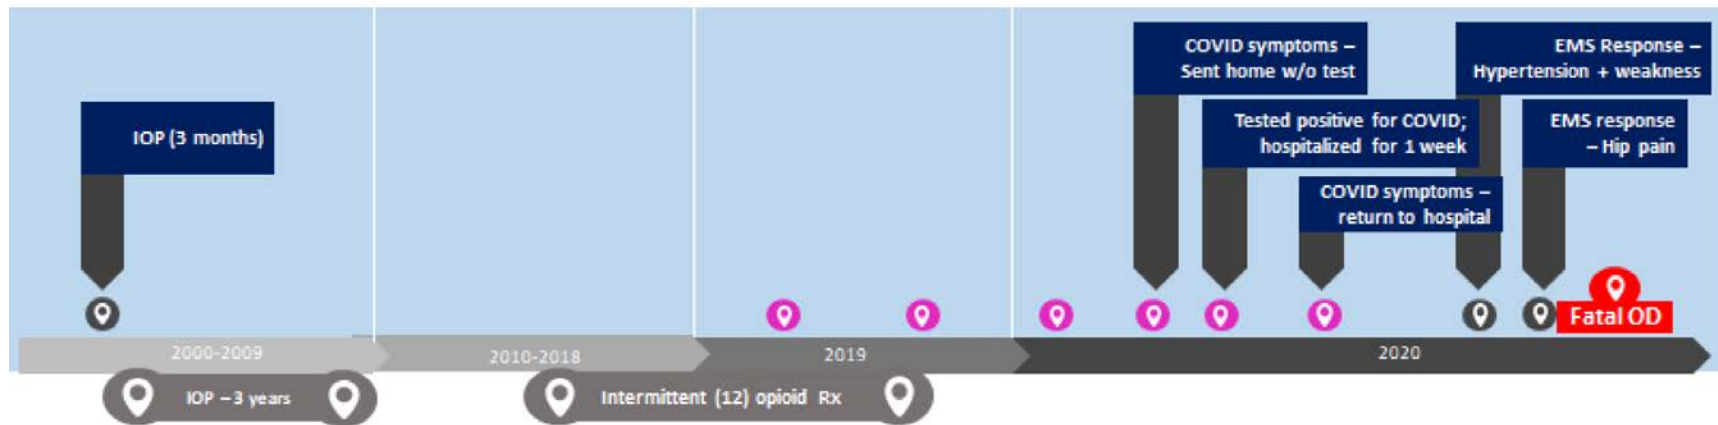 IOP (3 months)
COVID symptoms –
Sent home w/o test
Tested positive for COVID;
hospitalized for 1 week
COVID symptoms –
return to hospital
EMS Response –
Hypertension + weakness
EMS response
– Hip pain
Fatal OD
2000-2009
2010-2018
2019
2020
IOP – 3 years
Intermittent (12) opioid Rx